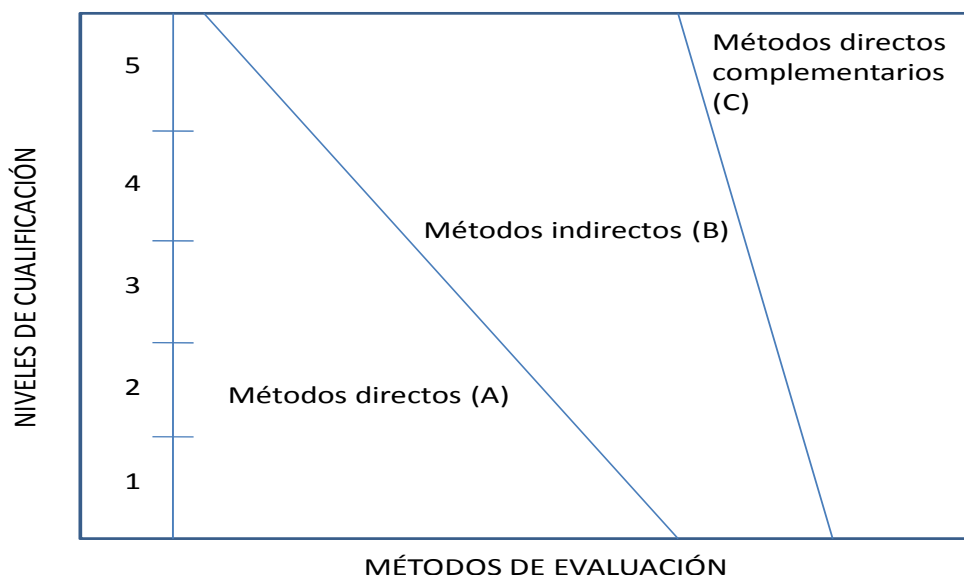 NIVELES DE CUALIFICACIÓN
5
4
3
2
1
Métodos directos
complementarios
(C)
Métodos indirectos (B)
Métodos directos (A)
MÉTODOS DE EVALUACIÓN